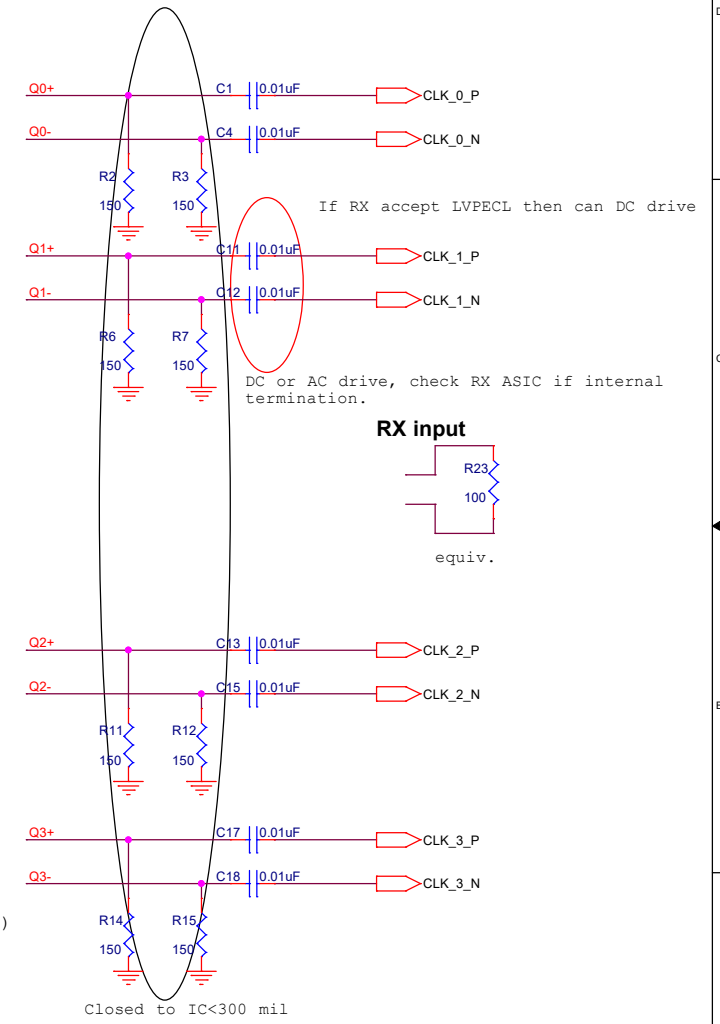 D
Q0+ C1 0.01uF CLK_0_P
Q0- C4 0.01uF CLK_0_N
R2 R3
150 150
If RX accept LVPECL then can DC drive
Q1+ C11 0.01uF CLK_1_P
Q1- C12 0.01uF CLK_1_N
R6 R7
150 150
C
DC or AC drive, check RX ASIC if internal
termination.
RX input
R23
100
equiv.
Q2+ C13 0.01uF CLK_2_P
Q2- C15 0.01uF CLK_2_N
B
R11 R12
150 150
Q3+ C17 0.01uF CLK_3_P
Q3- C18 0.01uF CLK_3_N
R14 R15
)
150 150
Closed to IC<300 mil